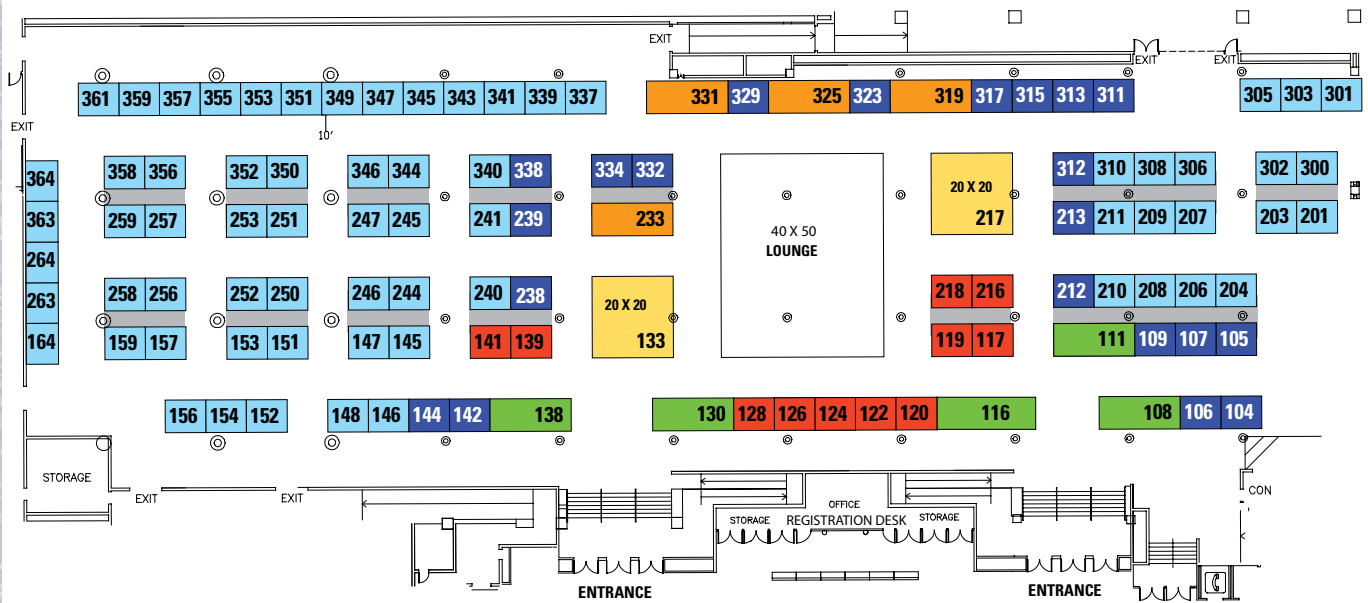 EXIT
EXIT
EXIT
361 359 357 355 353 351 349 347 345 343 341 339 337
331 329 325 323 319 317 315 313 311
305 303 301
EXIT
10'
364 358 356 352 350 346 344 340 338 334 332 312 310 308 306 302 300
20 X 20
363 259 257 253 251 247 245 241 239 233 217 213 211 209 207 203 201
40 X 50
LOUNGE
264
263 258 256 252 250 246 244 240 238 218 216 212 210 208 206 204
20 X 20
164 159 157 153 151 147 145 141 139 133 119 117 111 109 107 105
156 154 152 148 146 144 142 138 130 128 126 124 122 120 116 108 106 104
STORAGE
EXIT
EXIT
CON
OFFICE
STORAGE REGISTRATION DESK STORAGE
ENTRANCE
ENTRANCE